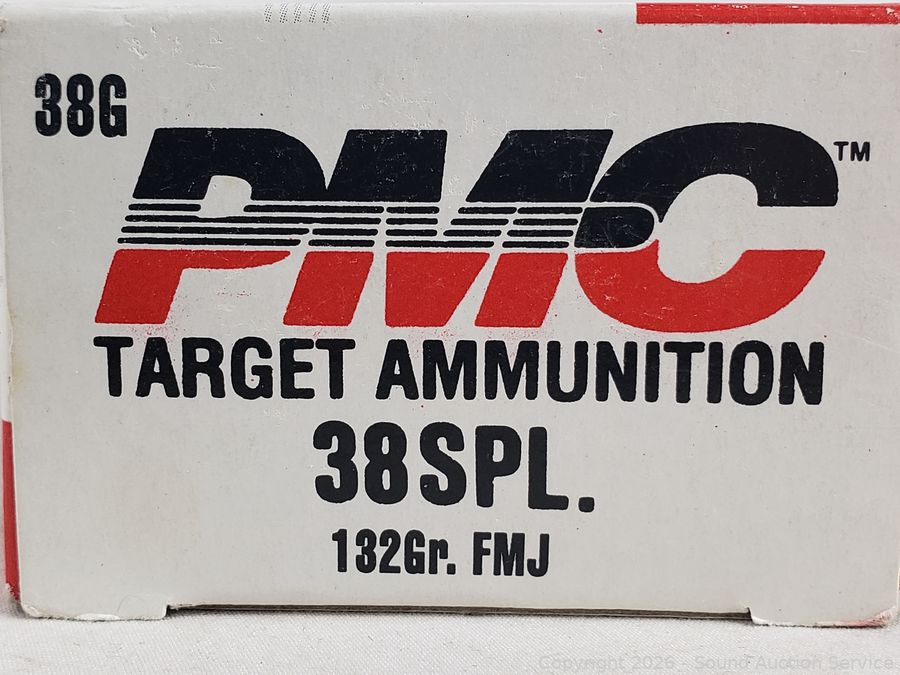 38G
PMC™
TARGET AMMUNITION
38SPL.
132Gr. FMJ
Copyright 2026 - Sound Auction Service